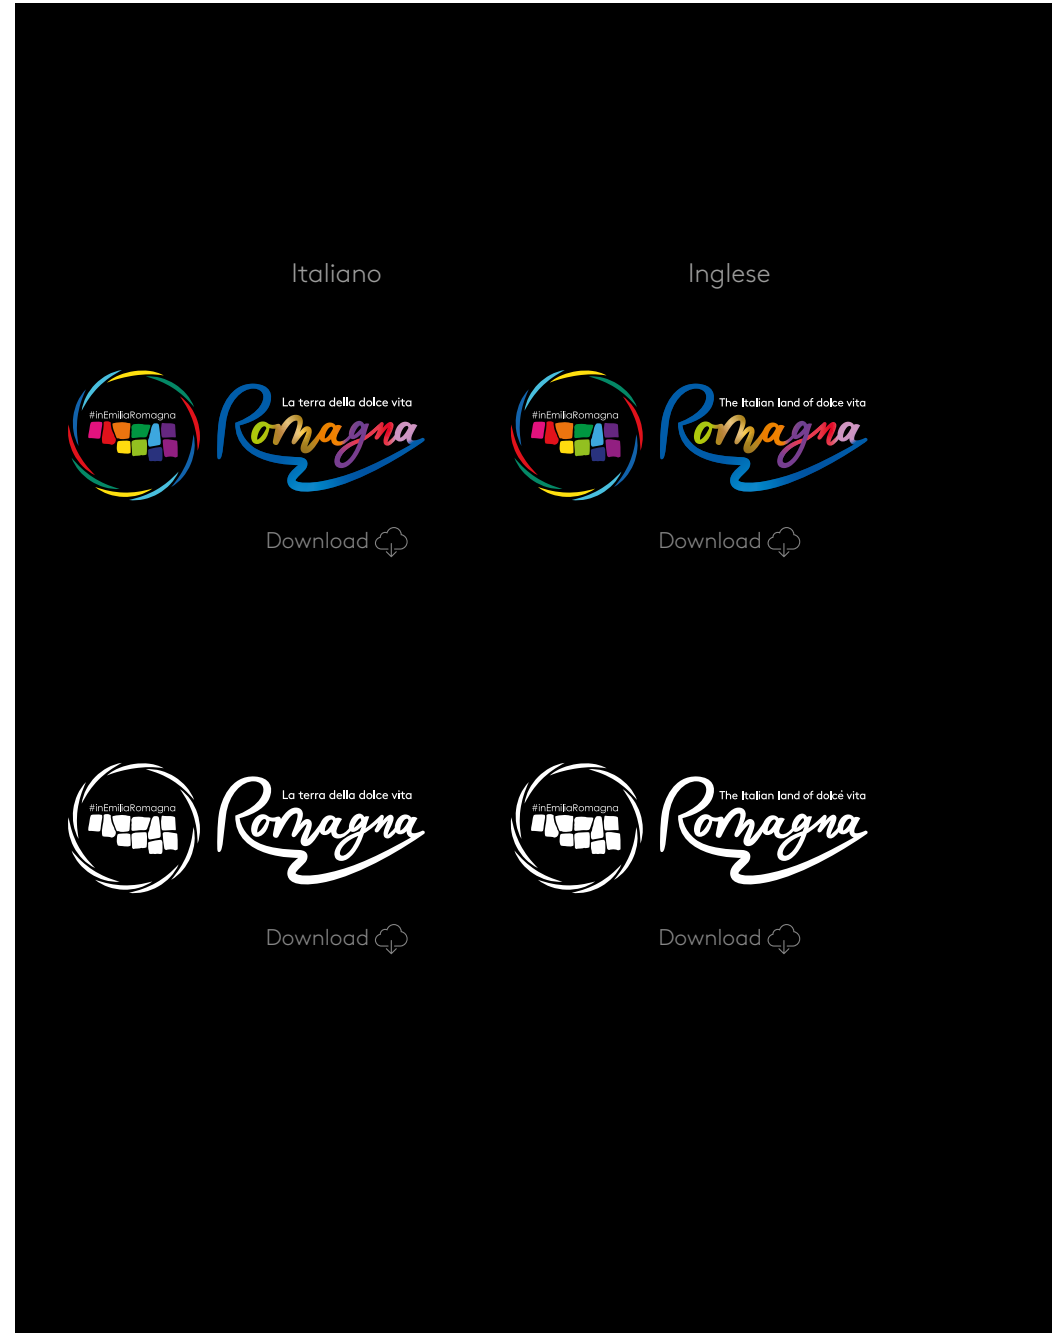 Italiano
Inglese
#inEmiliaRomagna
La terra della dolce vita
Romagna
#inEmiliaRomagna
The Italian land of dolce vita
Romagna
Download
Download
#inEmiliaRomagna
La terra della dolce vita
Romagna
#inEmiliaRomagna
The Italian land of dolcé vita
Romagna
Download
Download